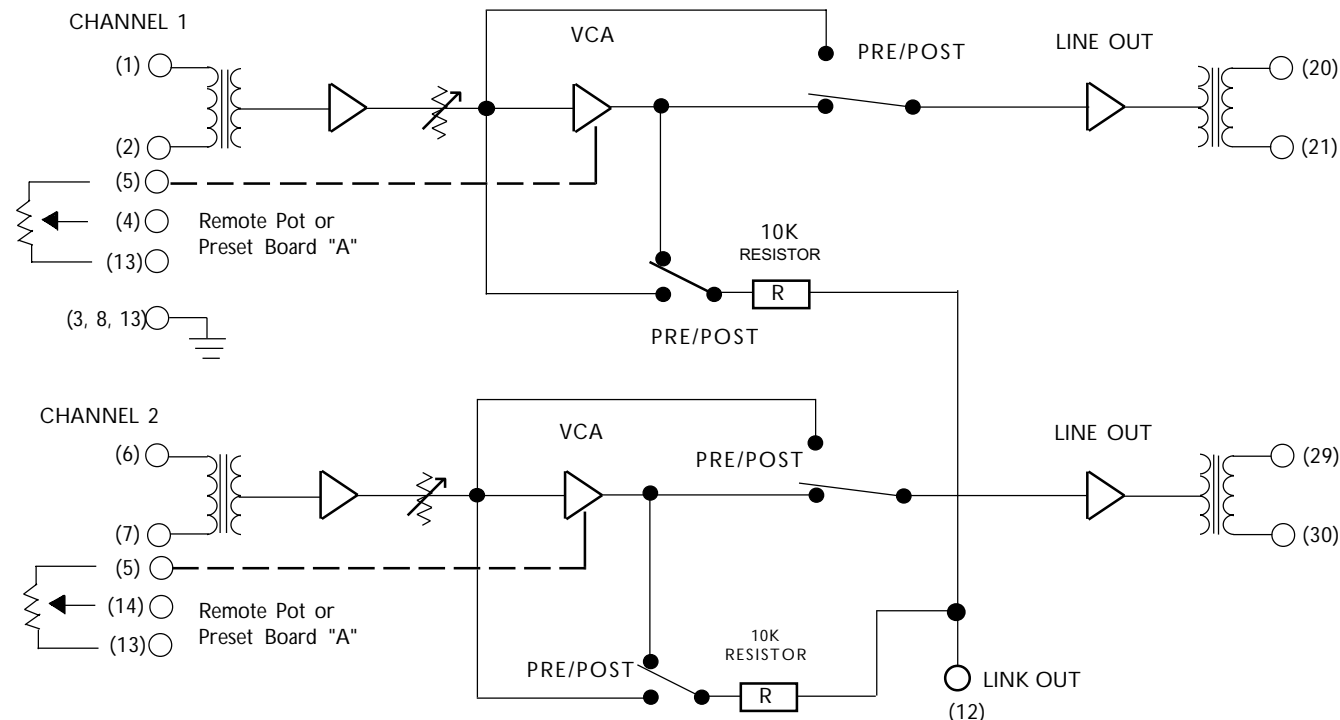 CHANNEL 1
VCA
PRE/POST
LINE OUT
(1)
(20)
(2)
(21)
(5)
(4)
Remote Pot or
Preset Board "A"
(13)
10K
RESISTOR
R
(3, 8, 13)
PRE/POST
CHANNEL 2
VCA
LINE OUT
(6)
PRE/POST
(29)
(7)
(30)
(5)
(14)
Remote Pot or
Preset Board "A"
(13)
10K
RESISTOR
PRE/POST
R
LINK OUT
(12)